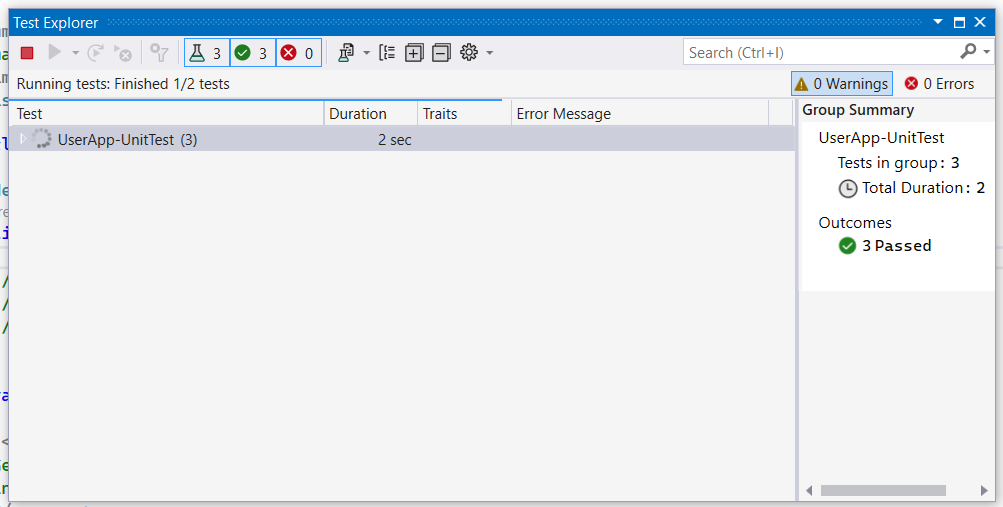 Test Explorer
3 3 0
Search (Ctrl+I)
Running tests: Finished 1/2 tests
0 Warnings 0 Errors
Test Duration Traits Error Message
UserApp-UnitTest (3) 2 sec
Group Summary
UserApp-UnitTest
Tests in group: 3
Total Duration: 2
Outcomes
3 Passed